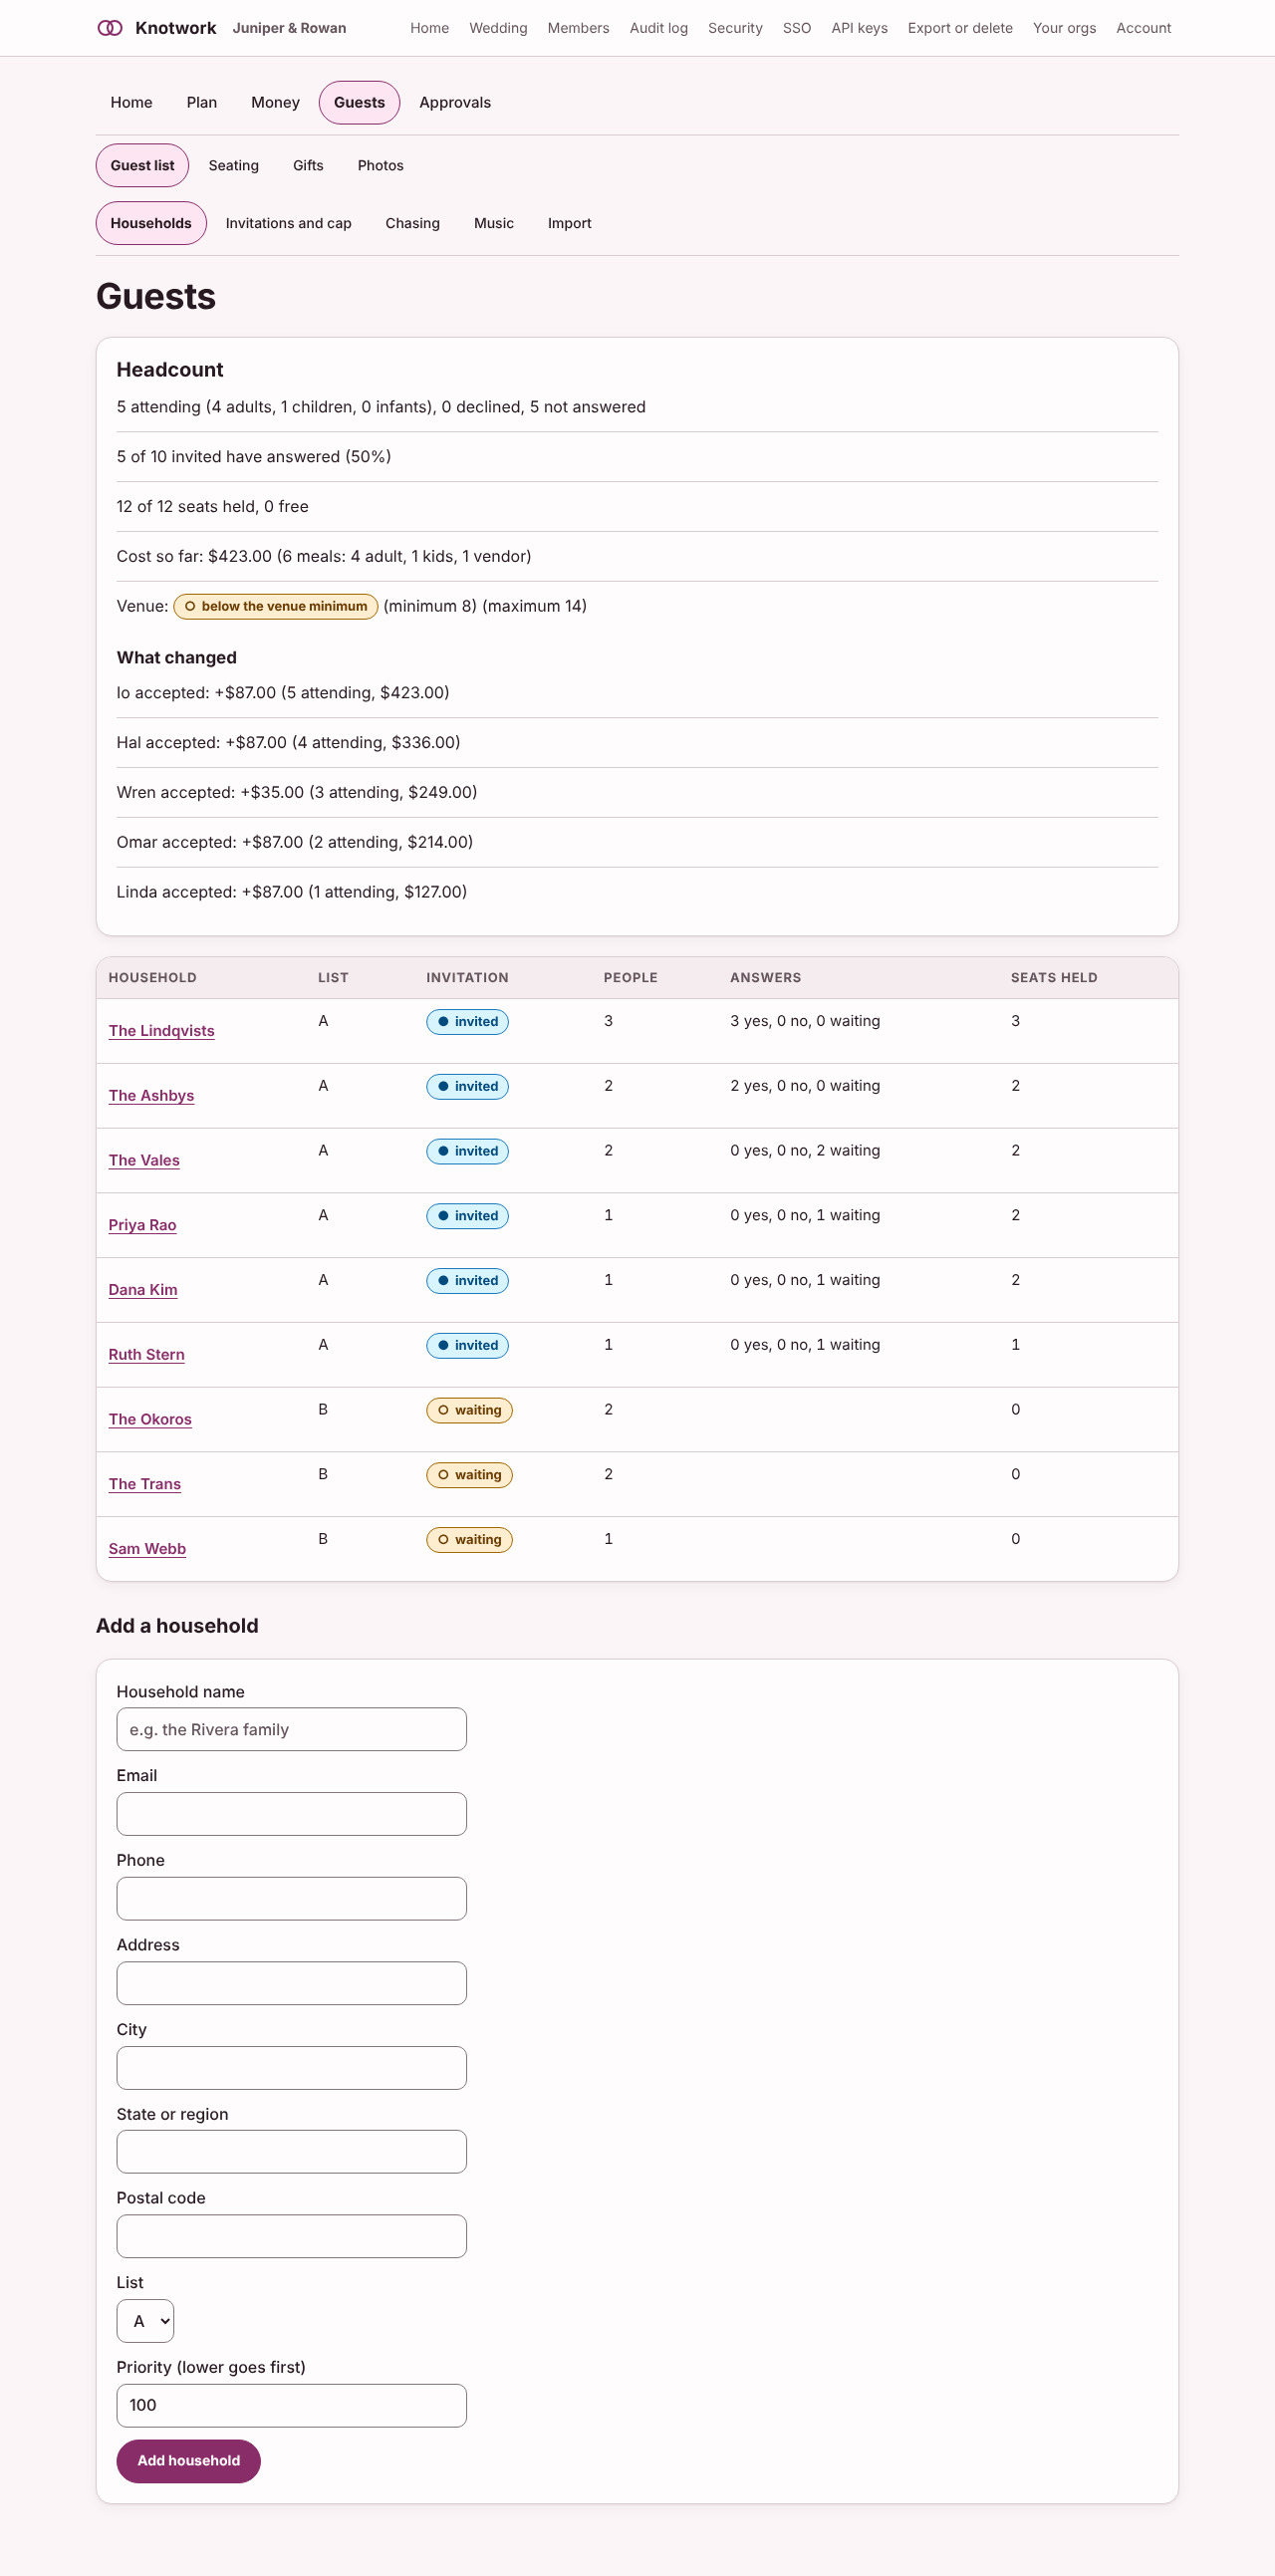 Knotwork Juniper & Rowan Home Wedding Members Audit log Security SSO API keys Export or delete Your orgs Account
Home Plan Money Guests Approvals
Guest list Seating Gifts Photos
Households Invitations and cap Chasing Music Import
Guests
Headcount
5 attending (4 adults, 1 children, 0 infants), 0 declined, 5 not answered
5 of 10 invited have answered (50%)
12 of 12 seats held, 0 free
Cost so far: $423.00 (6 meals: 4 adult, 1 kids, 1 vendor)
Venue: below the venue minimum (minimum 8) (maximum 14)
What changed
Io accepted: +$87.00 (5 attending, $423.00)
Hal accepted: +$87.00 (4 attending, $336.00)
Wren accepted: +$35.00 (3 attending, $249.00)
Omar accepted: +$87.00 (2 attending, $214.00)
Linda accepted: +$87.00 (1 attending, $127.00)
HOUSEHOLD LIST INVITATION PEOPLE ANSWERS SEATS HELD
The Lindqvists A invited 3 3 yes, 0 no, 0 waiting 3
The Ashbys A invited 2 2 yes, 0 no, 0 waiting 2
The Vales A invited 2 0 yes, 0 no, 2 waiting 2
Priya Rao A invited 1 0 yes, 0 no, 1 waiting 2
Dana Kim A invited 1 0 yes, 0 no, 1 waiting 2
Ruth Stern A invited 1 0 yes, 0 no, 1 waiting 1
The Okoros B waiting 2 0
The Trans B waiting 2 0
Sam Webb B waiting 1 0
Add a household
Household name
e.g. the Rivera family
Email
Phone
Address
City
State or region
Postal code
List
A
Priority (lower goes first)
100
Add household